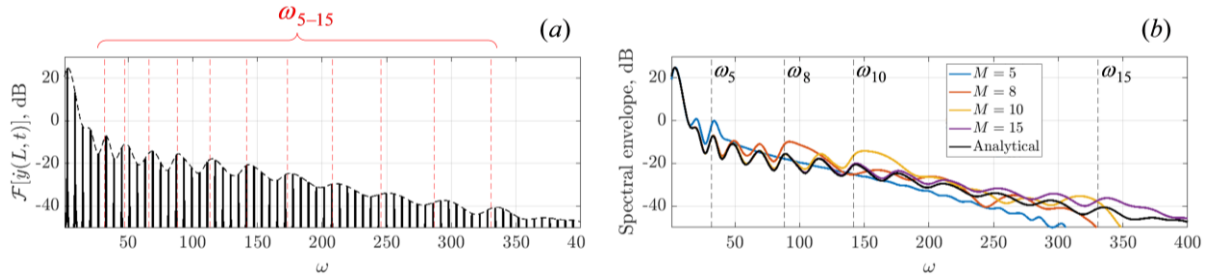 ω5–15
(a)
F[ẏ(L, t)], dB
20
0
-20
-40
50
100
150
200
250
300
350
40
ω
(b)
Spectral envelope, dB
20
0
-20
-40
ω5
ω8
ω10
ω15
M = 5
M = 8
M = 10
M = 15
Analytical
50
100
150
200
250
300
350
400
ω